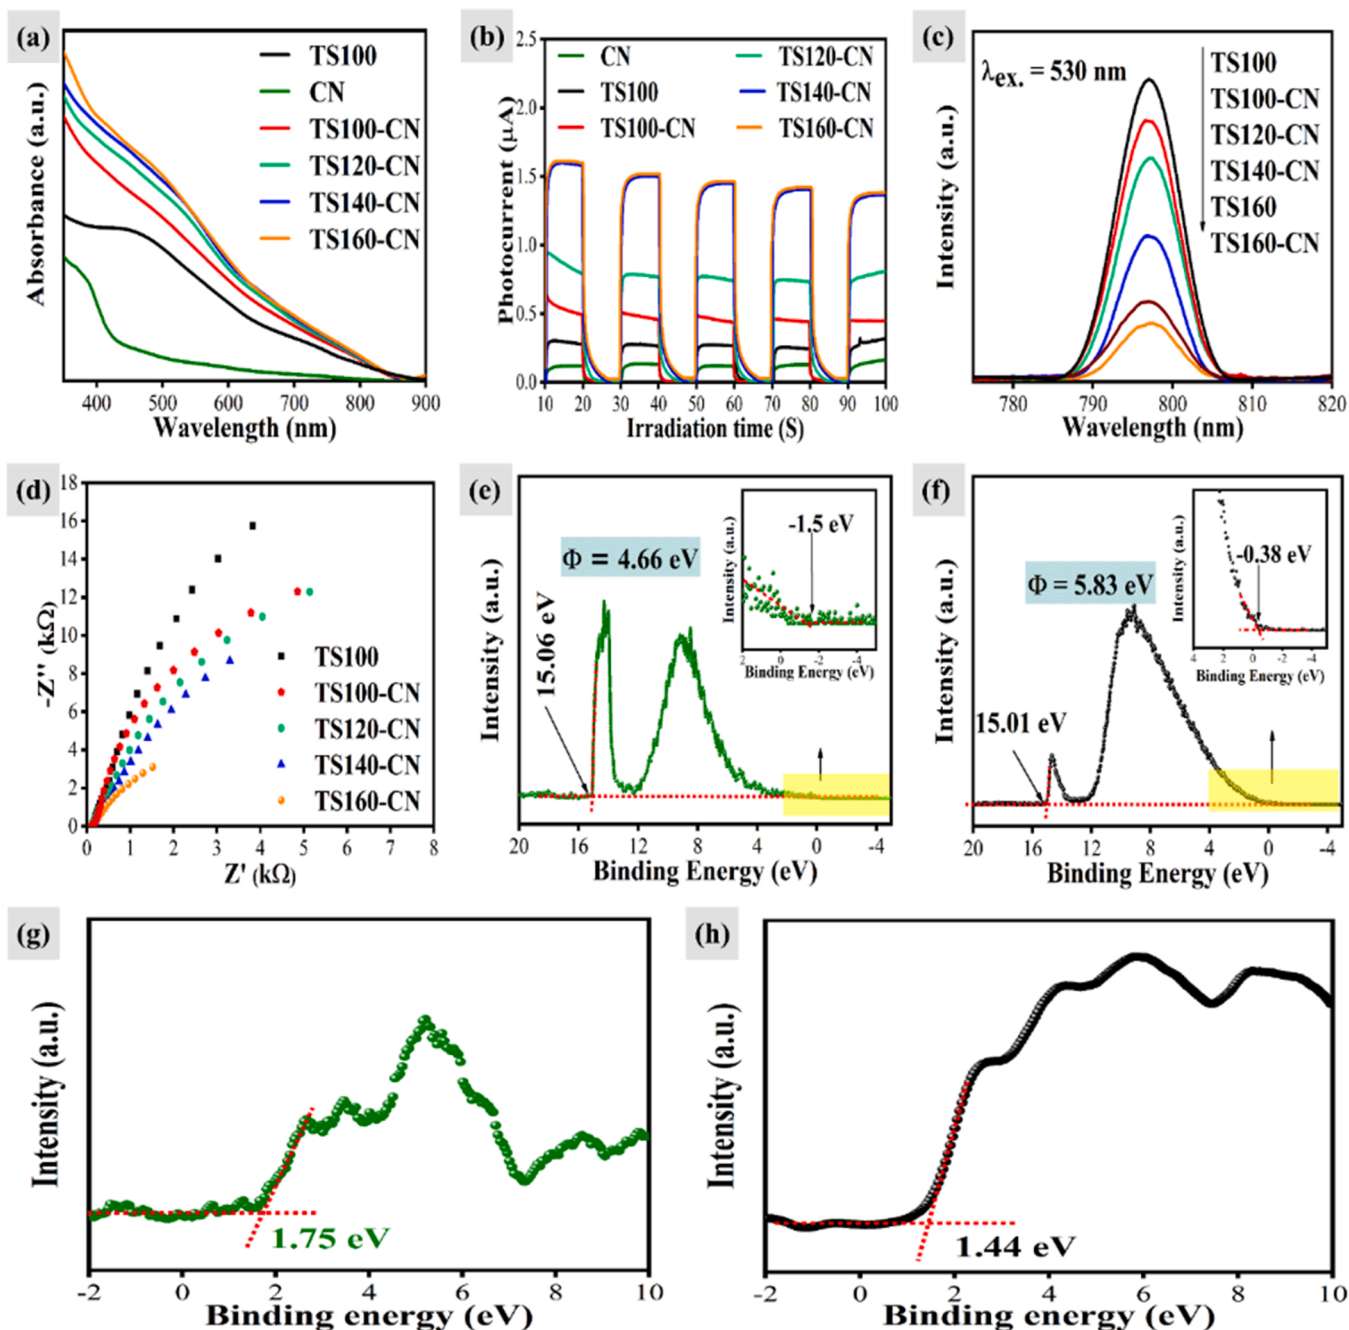 (a)
TS100
CN
TS100-CN
TS120-CN
TS140-CN
TS160-CN
Absorbance (a.u.)
400 500 600 700 800 900
Wavelength (nm)
(b)
2.5
2.0
1.5
1.0
0.5
0.0
CN
TS100
TS100-CN
TS120-CN
TS140-CN
TS160-CN
Photocurrent (μA)
10 20 30 40 50 60 70 80 90 100
Irradiation time (S)
(c)
λex. = 530 nm
TS100
TS100-CN
TS120-CN
TS140-CN
TS160
TS160-CN
Intensity (a.u.)
780 790 800 810 820
Wavelength (nm)
(d)
18
16
14
12
10
8
6
4
2
0
-Z'' (kΩ)
TS100
TS100-CN
TS120-CN
TS140-CN
TS160-CN
0 1 2 3 4 5 6 7 8
Z' (kΩ)
(e)
Φ = 4.66 eV
15.06 eV
Intensity (a.u.)
-1.5 eV
Intensity (a.u.)
2 0 -2 -4
Binding Energy (eV)
20 16 12 8 4 0 -4
Binding Energy (eV)
(f)
Φ = 5.83 eV
15.01 eV
Intensity (a.u.)
-0.38 eV
Intensity (a.u.)
4 2 0 -2 -4
Binding Energy (eV)
20 16 12 8 4 0 -4
Binding Energy (eV)
(g)
Intensity (a.u.)
1.75 eV
-2 0 2 4 6 8 10
Binding energy (eV)
(h)
Intensity (a.u.)
1.44 eV
-2 0 2 4 6 8 10
Binding energy (eV)